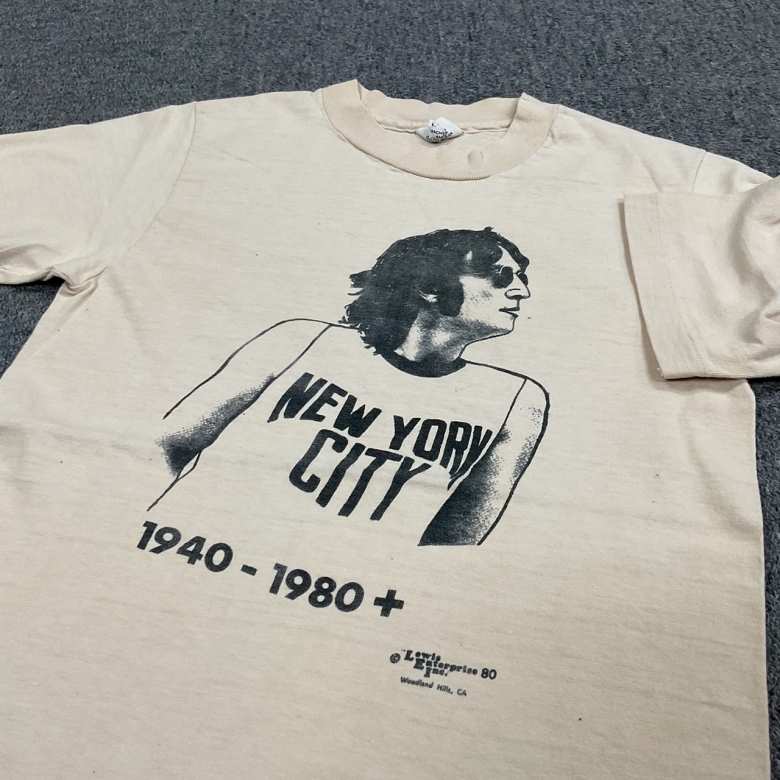 NEW YORK
CITY
1940 - 1980 +
© "Lewis
Enterprise 80
Inc.
Woodland Hills, CA